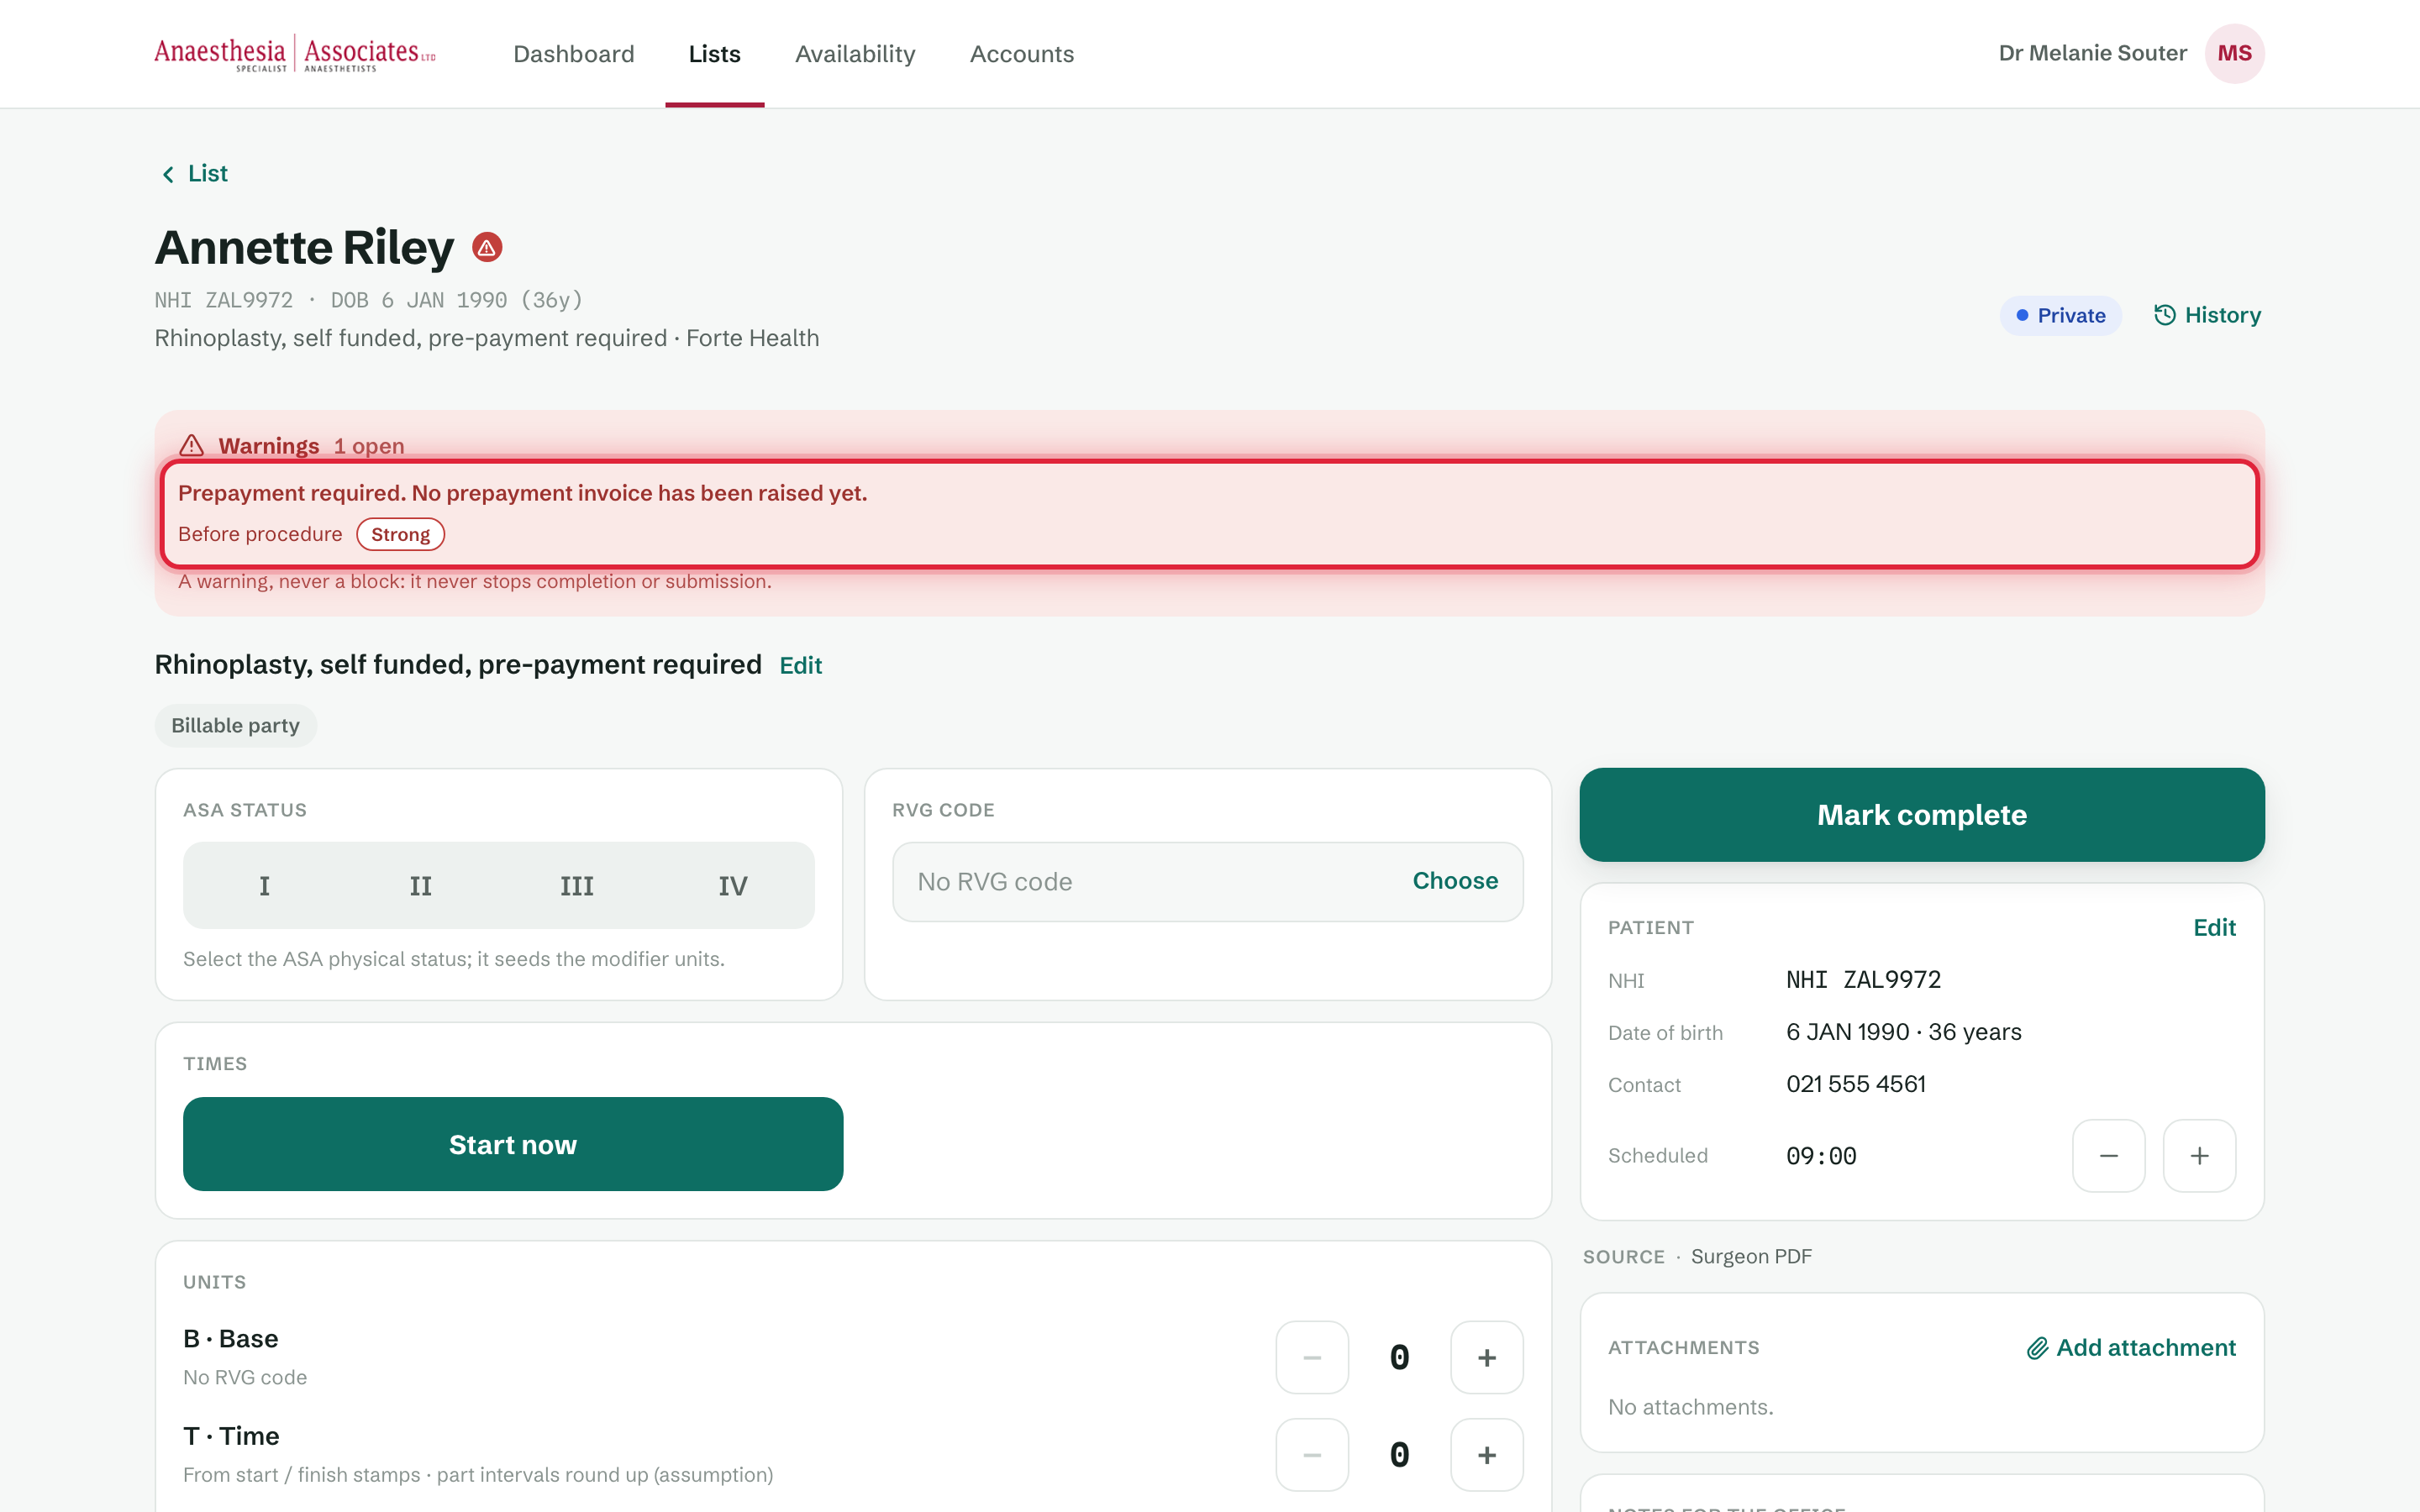 Anaesthesia | Associates LTD
SPECIALIST ANAESTHETISTS
Dashboard
Lists
Availability
Accounts
Dr Melanie Souter
MS
List
Annette Riley
NHI ZAL9972 · DOB 6 JAN 1990 (36y)
Rhinoplasty, self funded, pre-payment required · Forte Health
Private
History
Warnings 1 open
Prepayment required. No prepayment invoice has been raised yet.
Before procedure Strong
A warning, never a block: it never stops completion or submission.
Rhinoplasty, self funded, pre-payment required Edit
Billable party
ASA STATUS
I II III IV
Select the ASA physical status; it seeds the modifier units.
RVG CODE
No RVG code Choose
Mark complete
TIMES
Start now
PATIENT Edit
NHI NHI ZAL9972
Date of birth 6 JAN 1990 · 36 years
Contact 021 555 4561
Scheduled 09:00 − +
SOURCE · Surgeon PDF
UNITS
B · Base − 0 +
No RVG code
T · Time − 0 +
From start / finish stamps · part intervals round up (assumption)
ATTACHMENTS Add attachment
No attachments.
NOTES FOR THE OFFICE